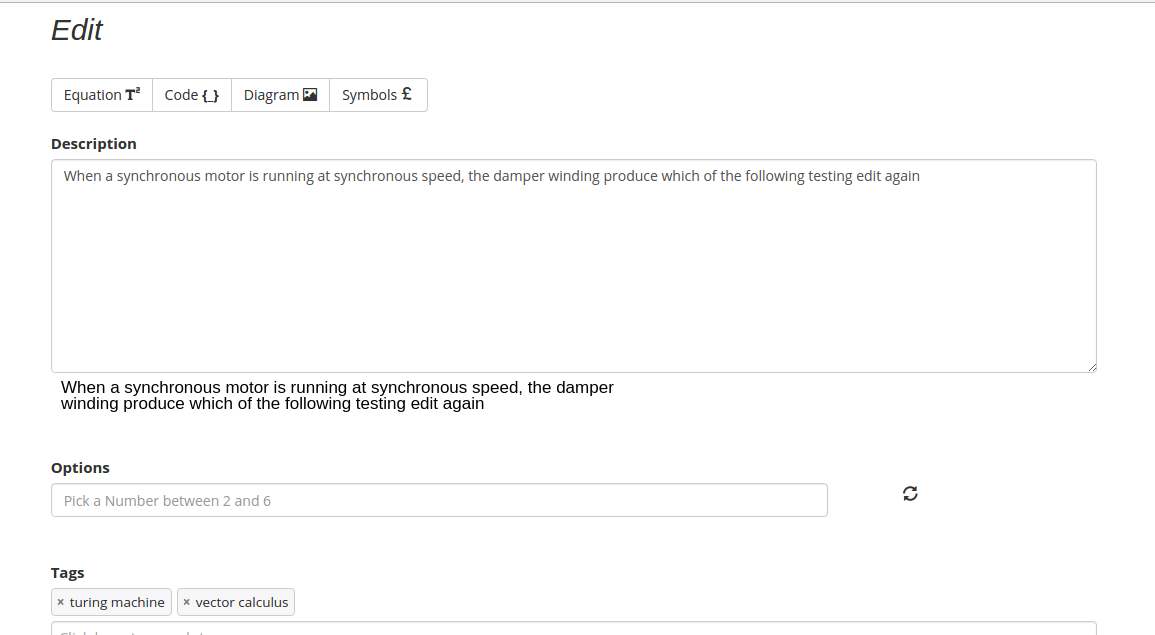 Edit
Equation T²
Code {_}
Diagram
Symbols £
Description
When a synchronous motor is running at synchronous speed, the damper winding produce which of the following testing edit again
When a synchronous motor is running at synchronous speed, the damper
winding produce which of the following testing edit again
Options
Pick a Number between 2 and 6
Tags
× turing machine × vector calculus